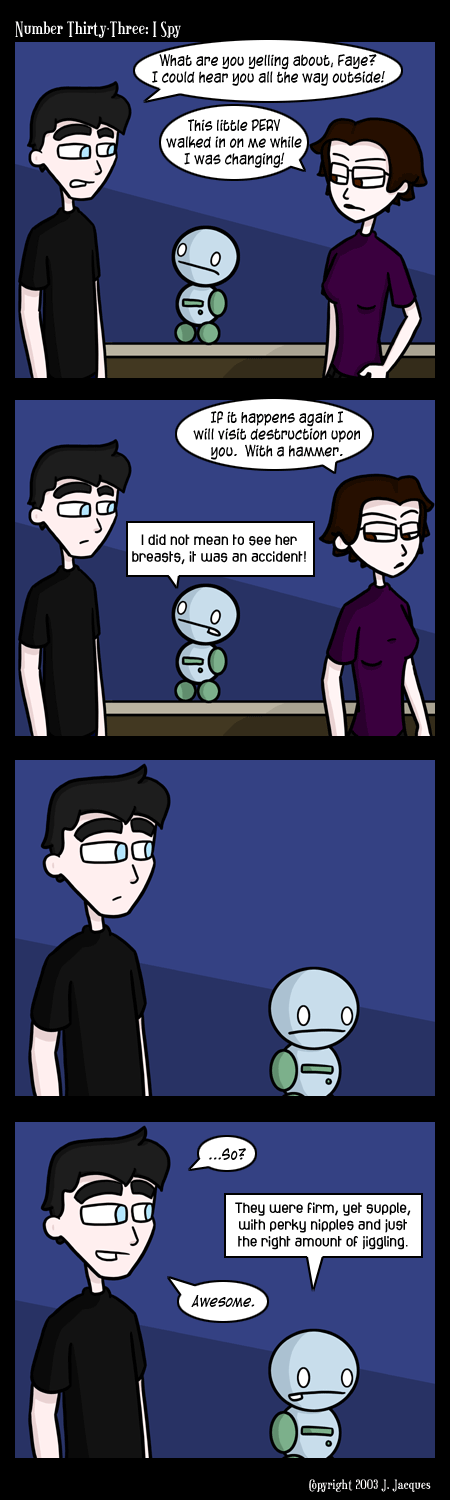 Number Thirty-Three: I Spy
What are you yelling about, Faye?
I could hear you all the way outside!
This little PERV
walked in on me while
I was changing!
If it happens again I
will visit destruction upon
you. With a hammer.
I did not mean to see her
breasts, it was an accident!
...So?
They were firm, yet supple,
with perky nipples and just
the right amount of jiggling.
Awesome.
Copyright 2003 J. Jacques